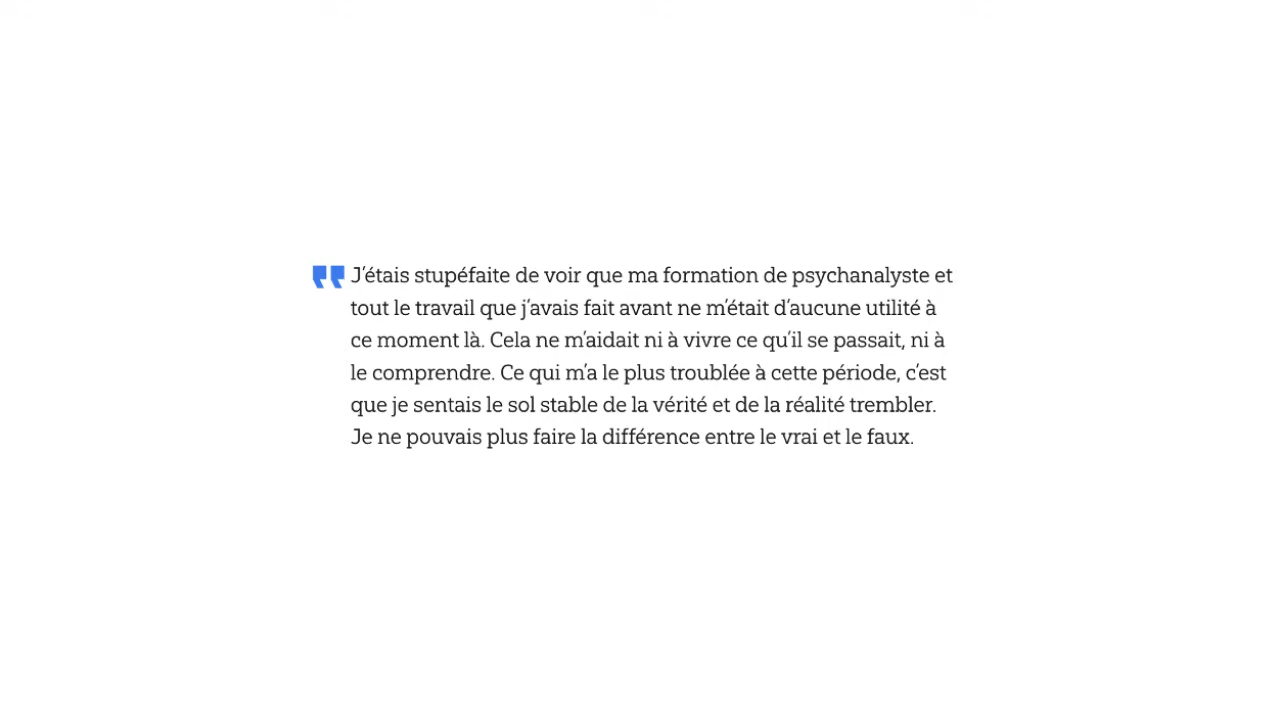 J'étais stupéfaite de voir que ma formation de psychanalyste et
tout le travail que j'avais fait avant ne m'était d'aucune utilité à
ce moment là. Cela ne m'aidait ni à vivre ce qu'il se passait, ni à
le comprendre. Ce qui m'a le plus troublée à cette période, c'est
que je sentais le sol stable de la vérité et de la réalité trembler.
Je ne pouvais plus faire la différence entre le vrai et le faux.